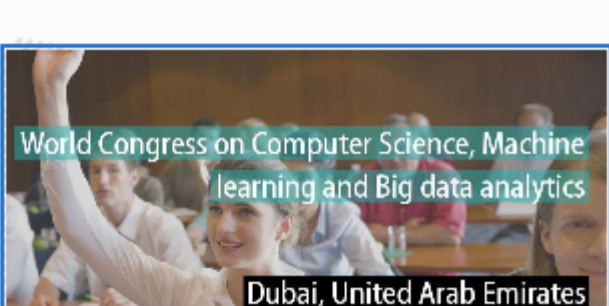 World Congress on Computer Science, Machine
learning and Big data analytics
Dubai, United Arab Emirates